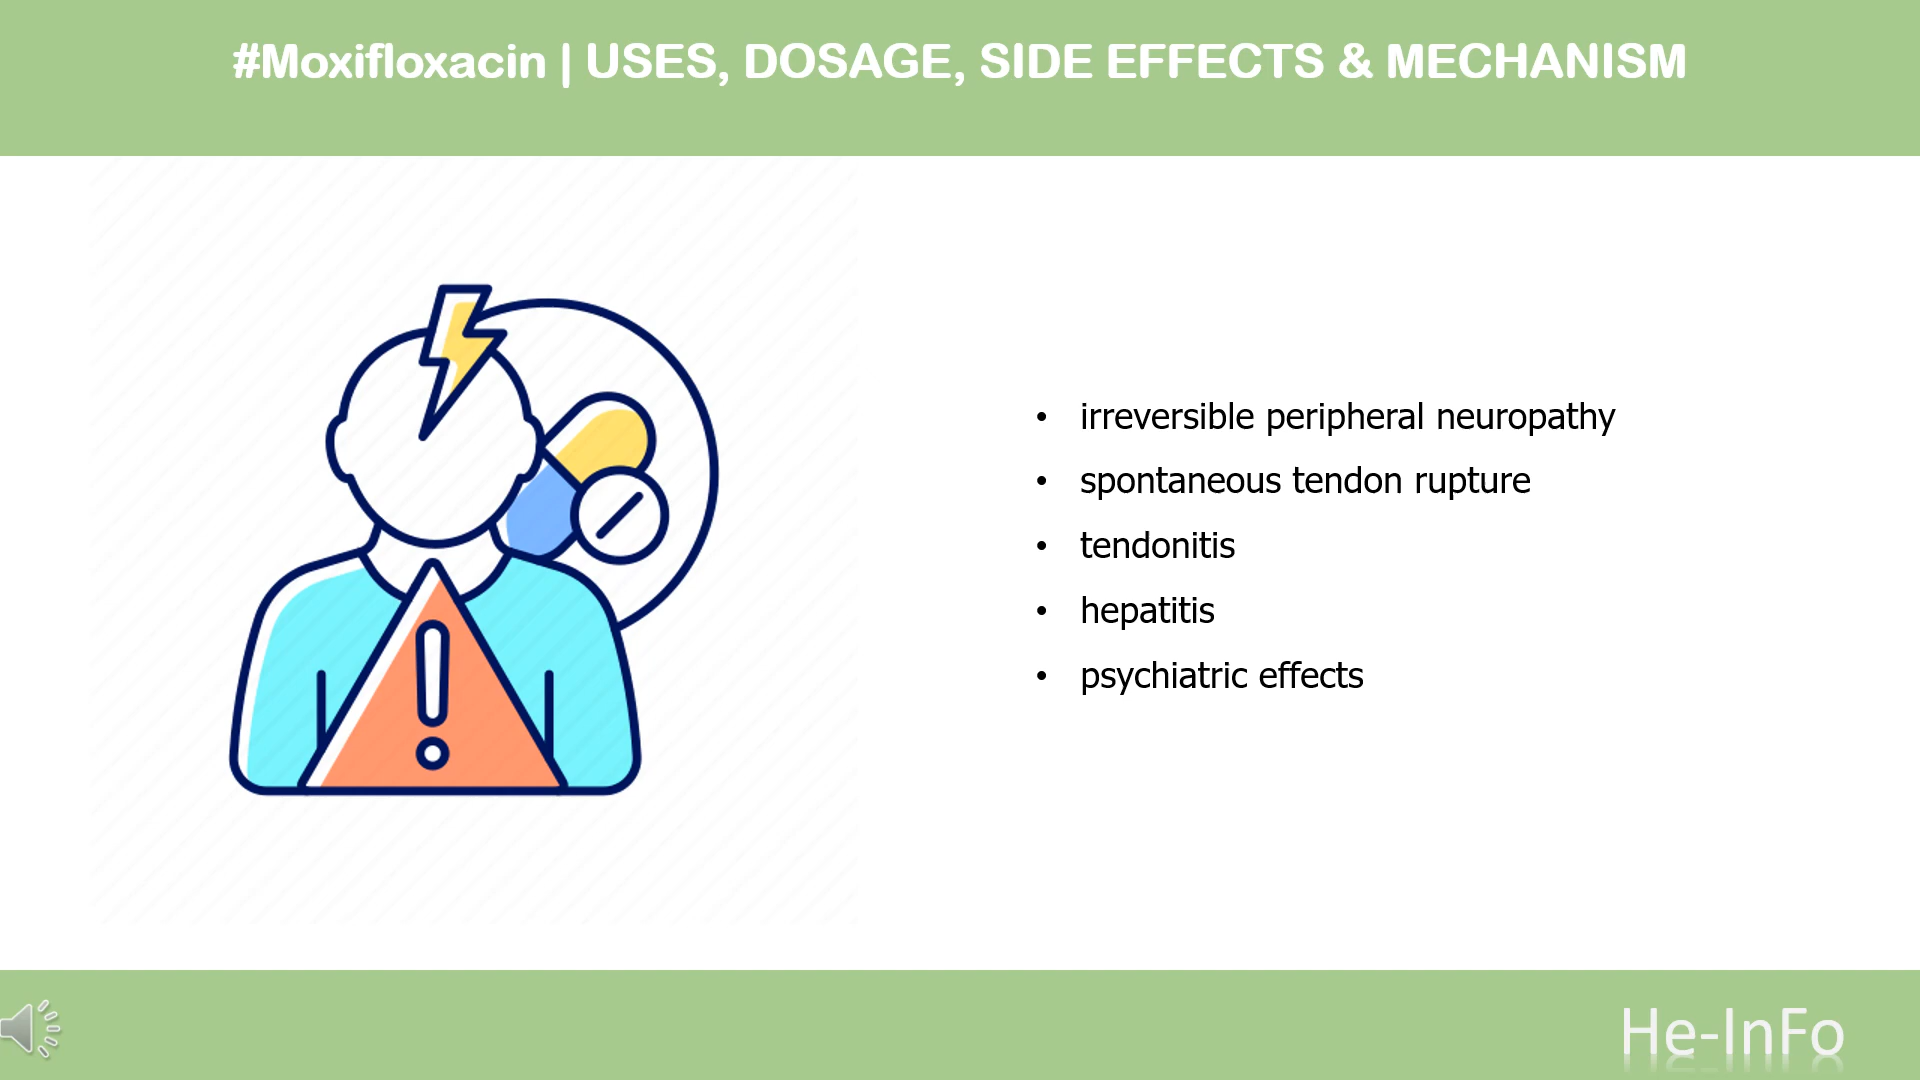 #Moxifloxacin | USES, DOSAGE, SIDE EFFECTS & MECHANISM
• irreversible peripheral neuropathy
• spontaneous tendon rupture
• tendonitis
• hepatitis
• psychiatric effects
He-InFo